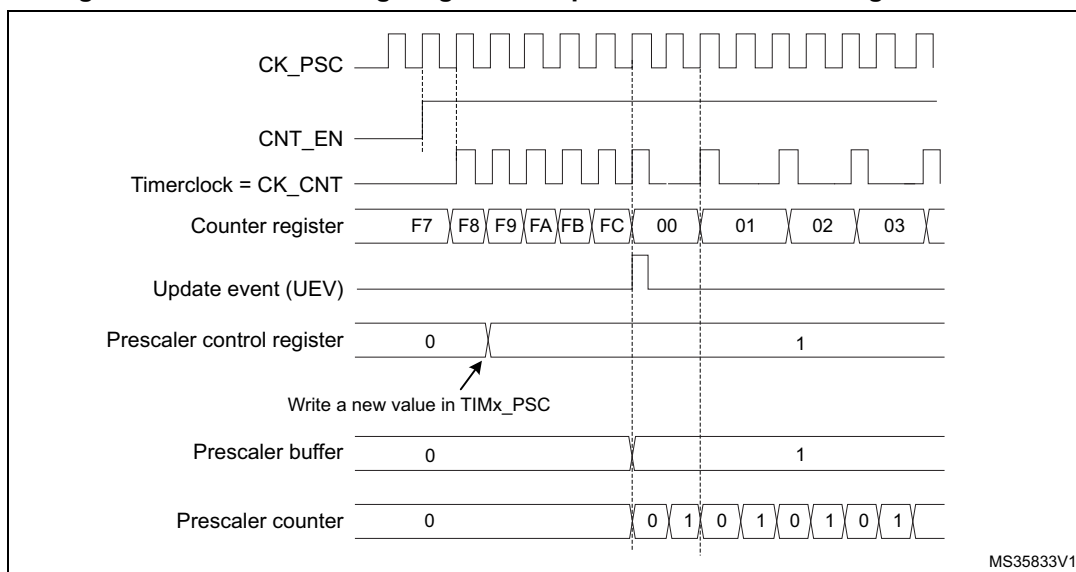 CK_PSC
CNT_EN
Timerclock = CK_CNT
Counter register F7 F8 F9 FA FB FC 00 01 02 03
Update event (UEV)
Prescaler control register 0 1
Write a new value in TIMx_PSC
Prescaler buffer 0 1
Prescaler counter 0 0 1 0 1 0 1 0 1
MS35833V1